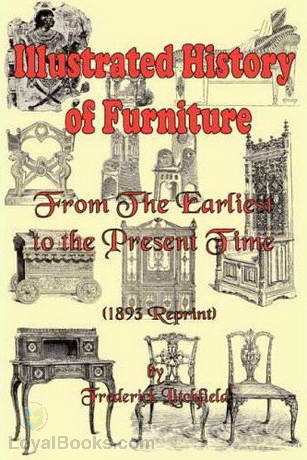 Illustrated History
of Furniture
From The Earliest
to the Present Time
(1893 Reprint)
by
Frederick Litchfield
LoyalBooks.com